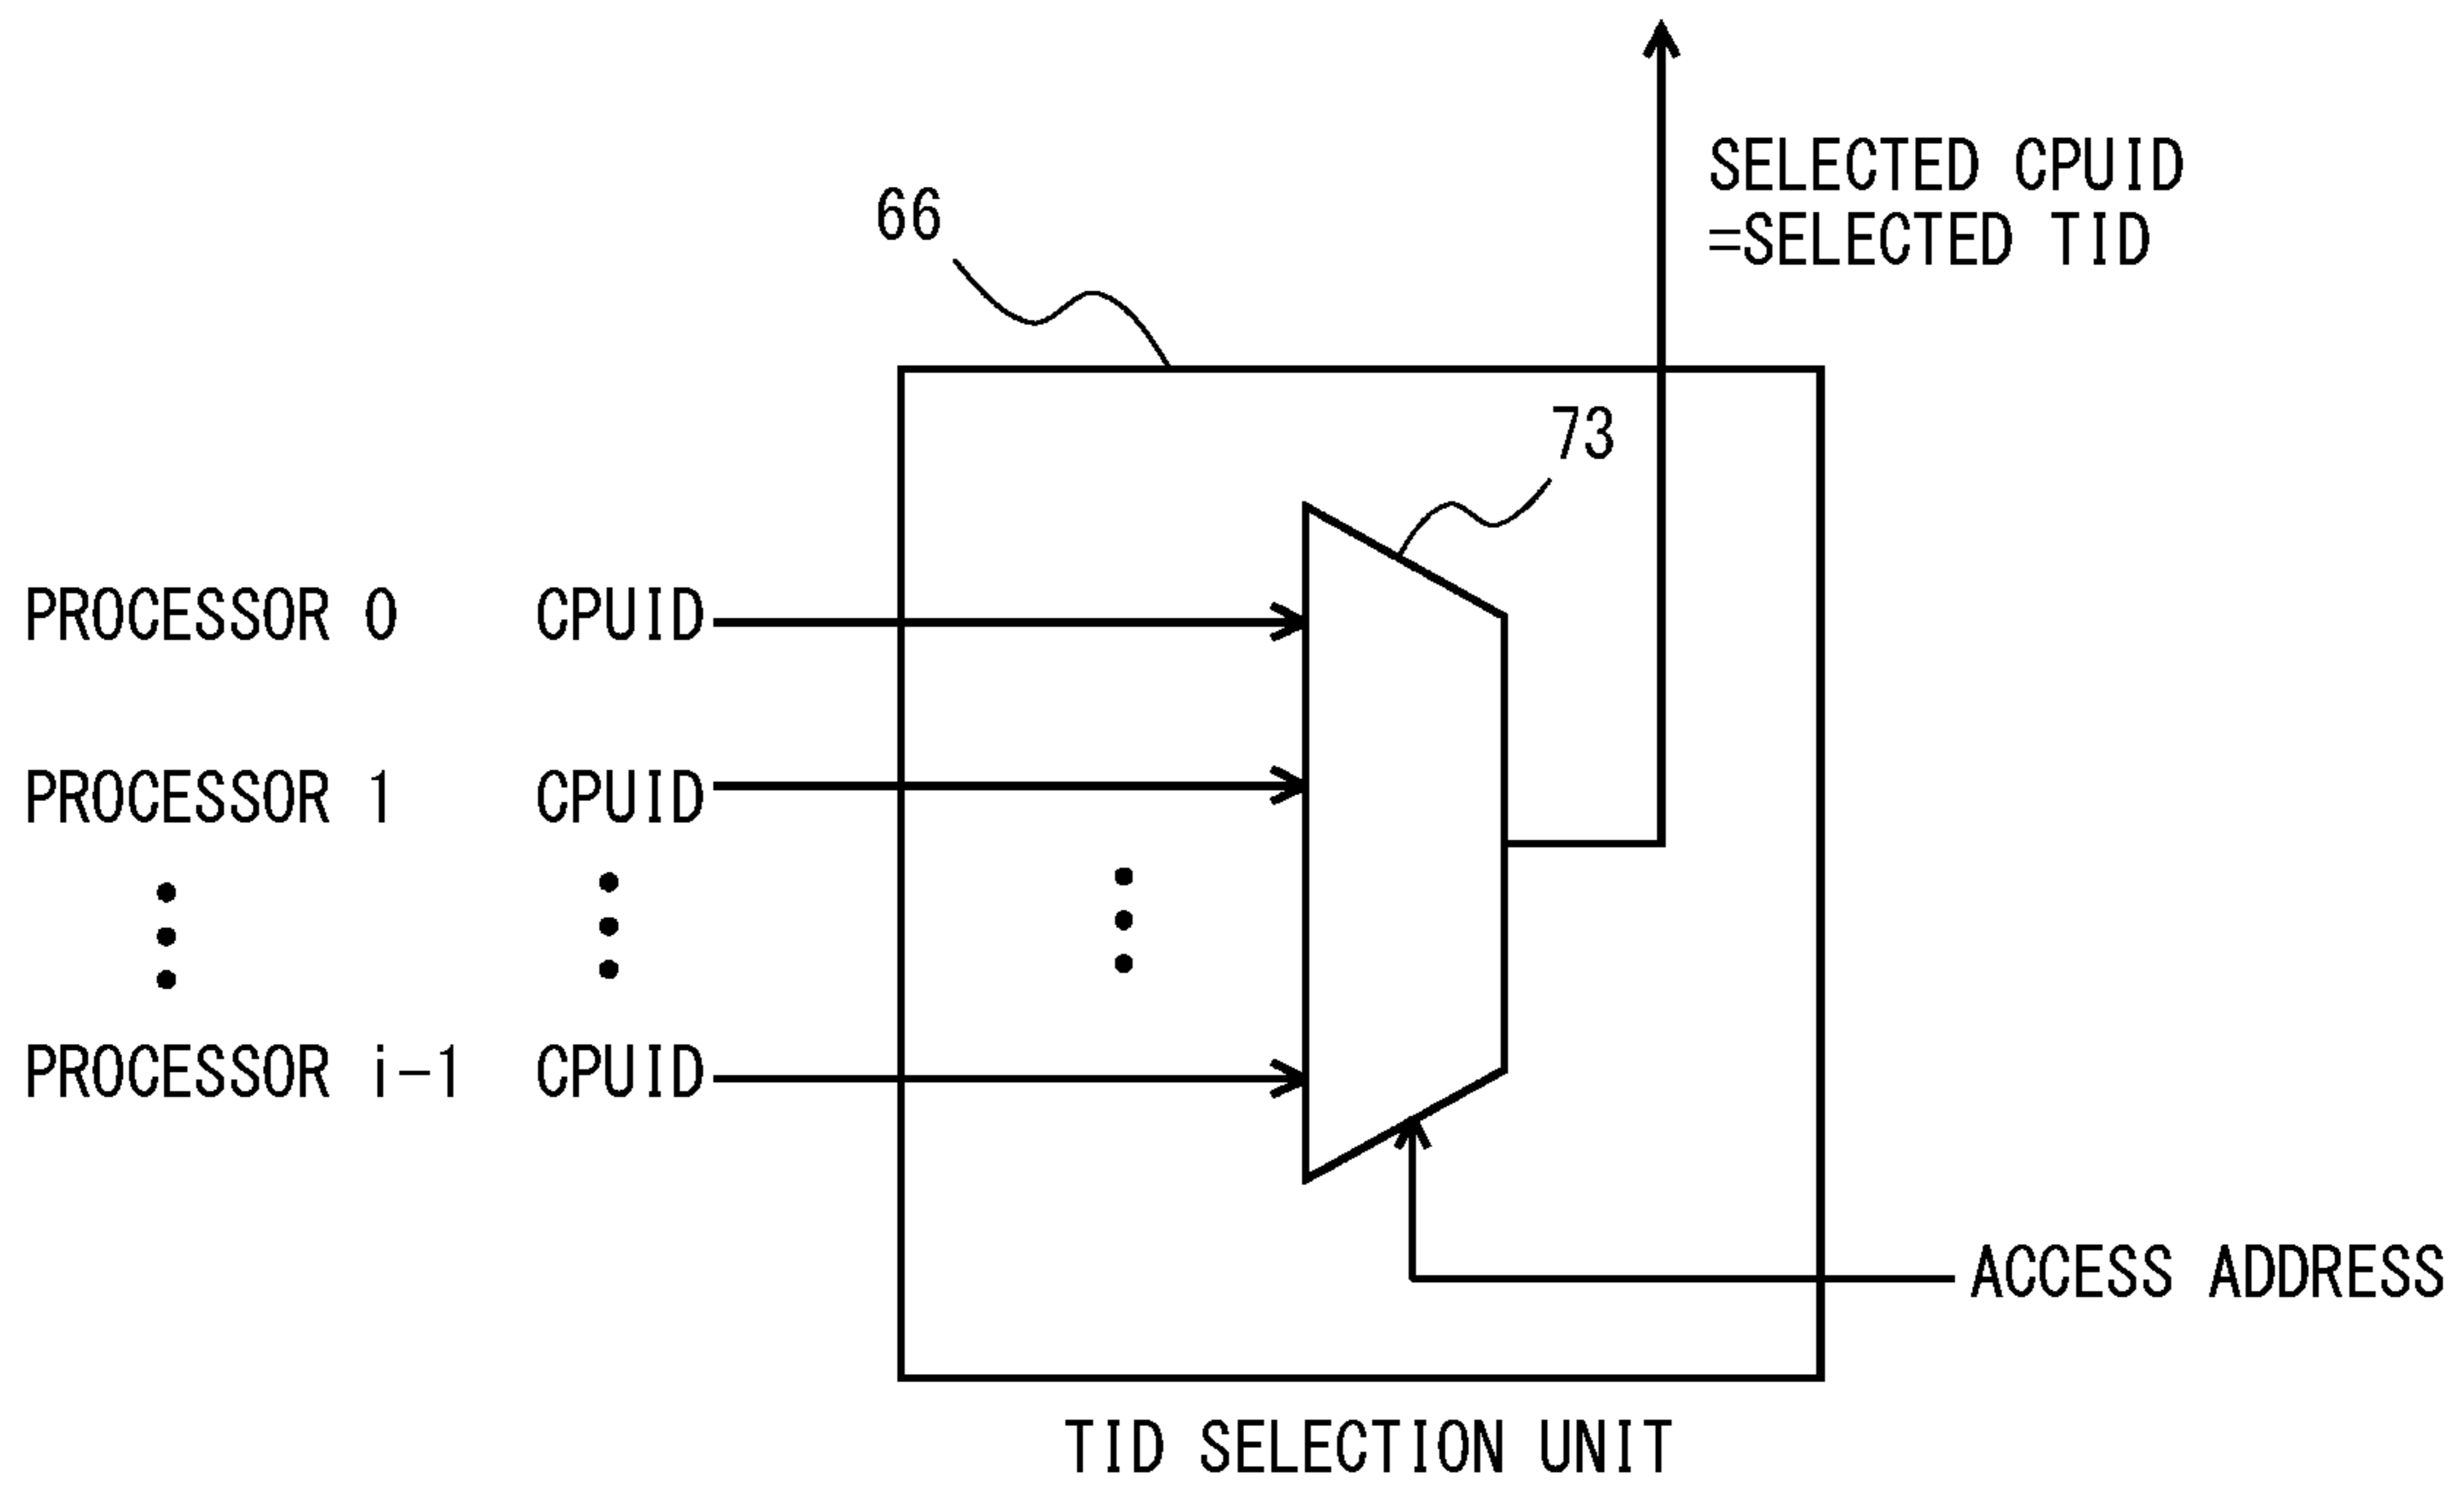 SELECTED CPUID
=SELECTED TID
66
73
PROCESSOR 0 CPUID
PROCESSOR 1 CPUID
PROCESSOR i-1 CPUID
ACCESS ADDRESS
TID SELECTION UNIT